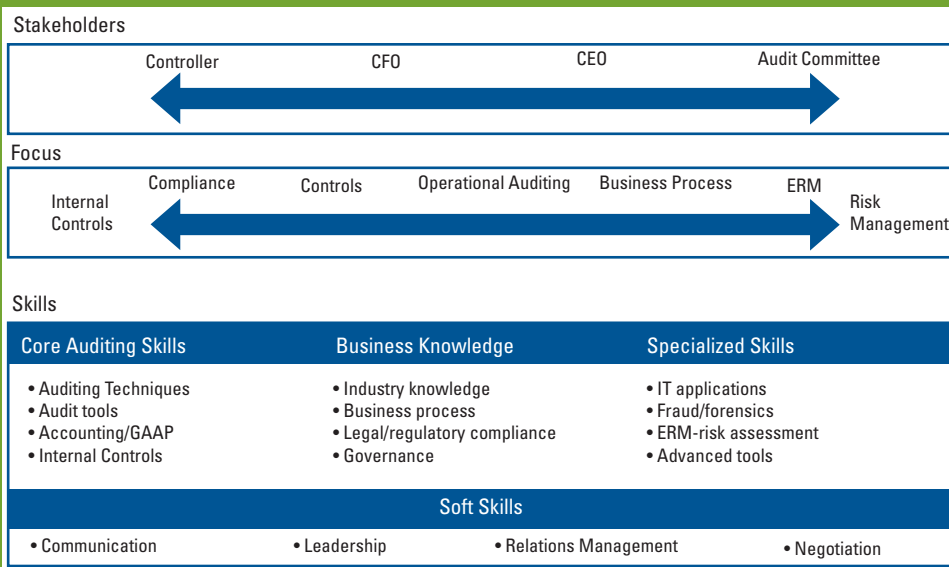 Stakeholders
Controller CFO CEO Audit Committee
Focus
Internal Controls
Compliance Controls Operational Auditing Business Process ERM
Risk Management
Skills
Core Auditing Skills Business Knowledge Specialized Skills
• Auditing Techniques • Industry knowledge • IT applications
• Audit tools • Business process • Fraud/forensics
• Accounting/GAAP • Legal/regulatory compliance • ERM-risk assessment
• Internal Controls • Governance • Advanced tools
Soft Skills
• Communication • Leadership • Relations Management • Negotiation